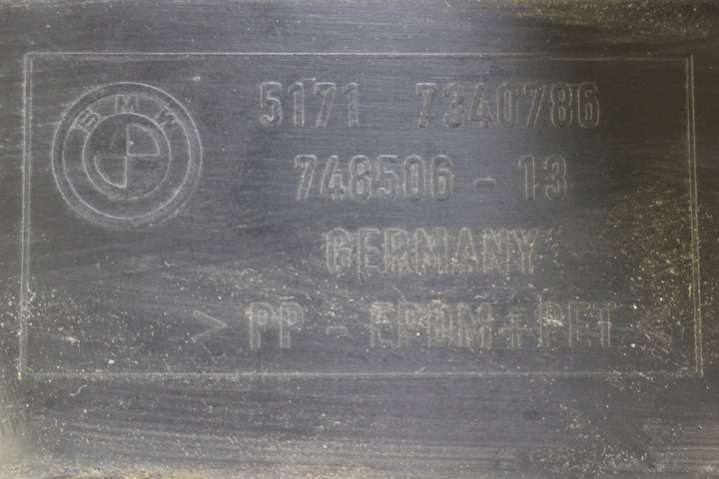 BMW
5171 7340786
748506 - 13
GERMANY
> PP - EPDM+PET <